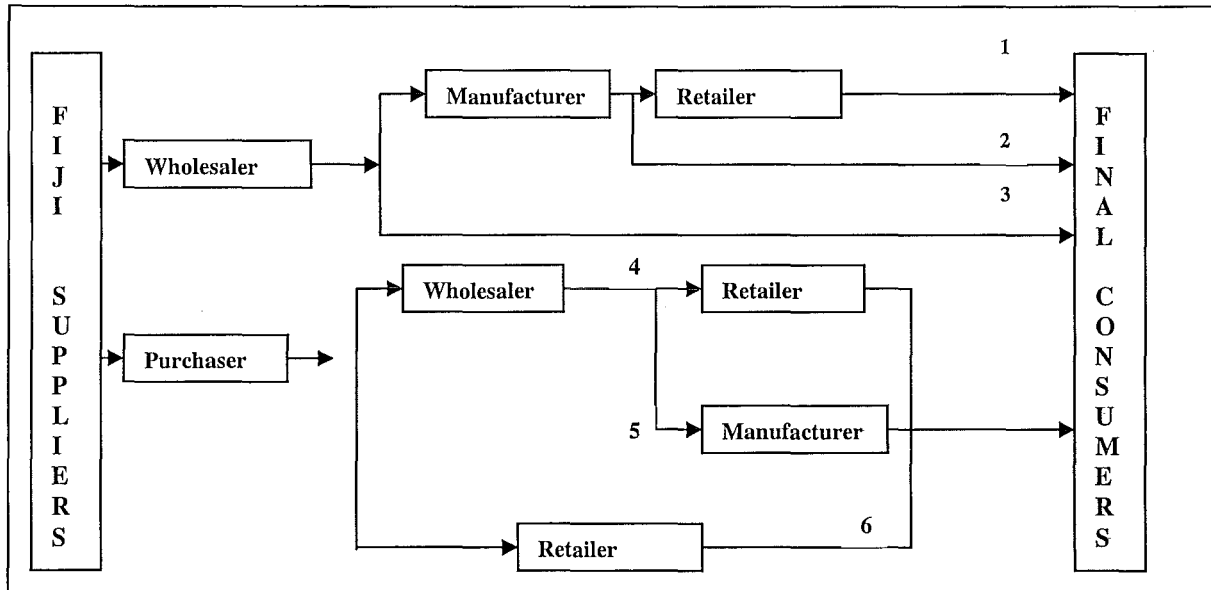 FIJI SUPPLIERS
Wholesaler
Purchaser
Manufacturer
Retailer
1
2
3
Wholesaler
4
Retailer
5
Manufacturer
Retailer
6
FINAL CONSUMERS